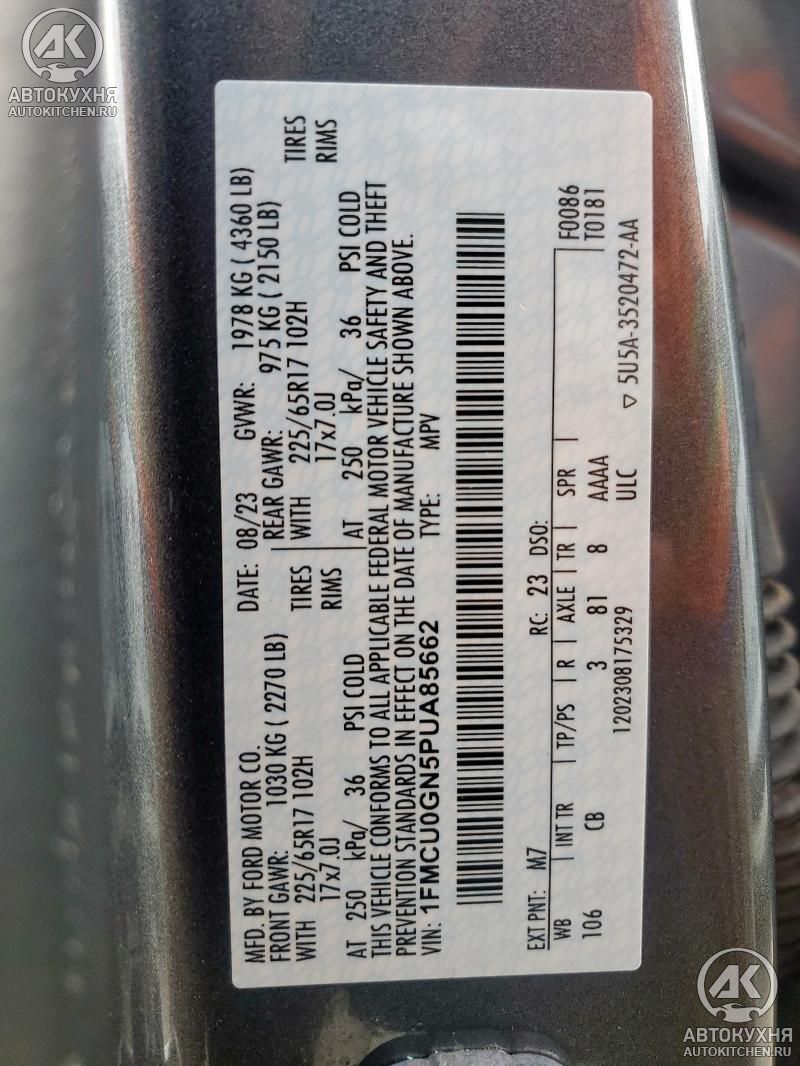 АК
АВТОКУХНЯ
AUTOKITCHEN.RU
MFD. BY FORD MOTOR CO.
DATE: 08/23 GVWR: 1978 KG ( 4360 LB)
FRONT GAWR: 1030 KG ( 2270 LB) REAR GAWR: 975 KG ( 2150 LB)
WITH 225/65R17 102H TIRES WITH 225/65R17 102H TIRES
17x7.0J RIMS 17x7.0J RIMS
AT 250 kPa/ 36 PSI COLD AT 250 kPa/ 36 PSI COLD
THIS VEHICLE CONFORMS TO ALL APPLICABLE FEDERAL MOTOR VEHICLE SAFETY AND THEFT
PREVENTION STANDARDS IN EFFECT ON THE DATE OF MANUFACTURE SHOWN ABOVE.
VIN: 1FMCU0GN5PUA85662 TYPE: MPV
EXT PNT: M7 RC: 23 DSO:
WB INT TR TP/PS R AXLE TR SPR F0086
106 CB 3 81 8 AAAA T0181
ULC
1202308175329 ▽ 5U5A-3520472-AA
АК
АВТОКУХНЯ
AUTOKITCHEN.RU